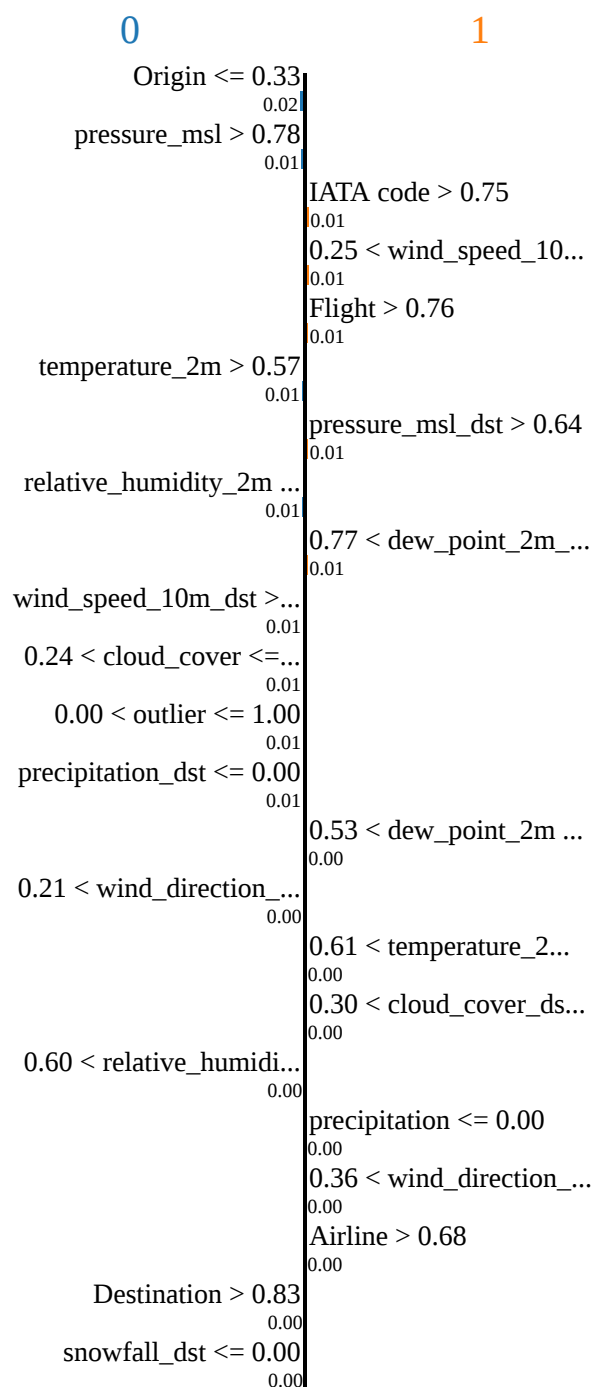 0 1
Origin <= 0.33
0.02
pressure_msl > 0.78
0.01
IATA code > 0.75
0.01
0.25 < wind_speed_10...
0.01
Flight > 0.76
0.01
temperature_2m > 0.57
0.01
pressure_msl_dst > 0.64
0.01
relative_humidity_2m ...
0.01
0.77 < dew_point_2m_...
0.01
wind_speed_10m_dst >...
0.01
0.24 < cloud_cover <=...
0.01
0.00 < outlier <= 1.00
0.01
precipitation_dst <= 0.00
0.01
0.53 < dew_point_2m ...
0.00
0.21 < wind_direction_...
0.00
0.61 < temperature_2...
0.00
0.30 < cloud_cover_ds...
0.00
0.60 < relative_humidi...
0.00
precipitation <= 0.00
0.00
0.36 < wind_direction_...
0.00
Airline > 0.68
0.00
Destination > 0.83
0.00
snowfall_dst <= 0.00
0.00